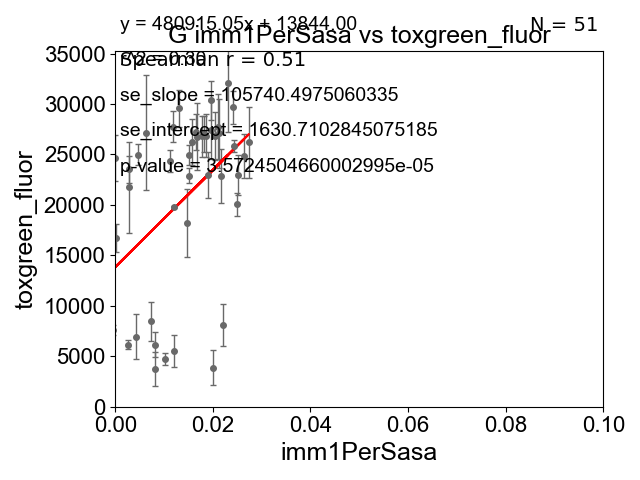 y = 480915.05x + 13844.00
N = 51
G imm1PerSasa vs toxgreen_fluor
Spearman r = 0.51
se_slope = 105740.4975060335
se_intercept = 1630.7102845075185
p-value = 3.5724504660002995e-05
toxgreen_fluor
35000
30000
25000
20000
15000
10000
5000
0
0.00 0.02 0.04 0.06 0.08 0.10
imm1PerSasa